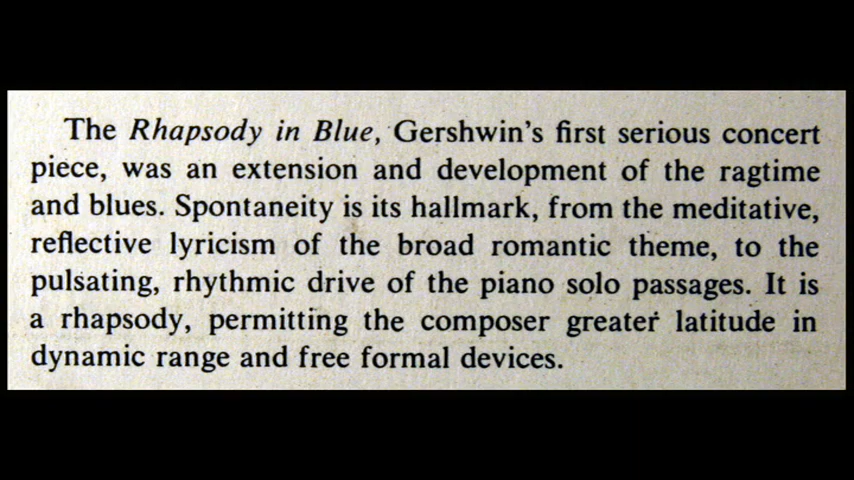 The Rhapsody in Blue, Gershwin's first serious concert
piece, was an extension and development of the ragtime
and blues. Spontaneity is its hallmark, from the meditative,
reflective lyricism of the broad romantic theme, to the
pulsating, rhythmic drive of the piano solo passages. It is
a rhapsody, permitting the composer greater latitude in
dynamic range and free formal devices.